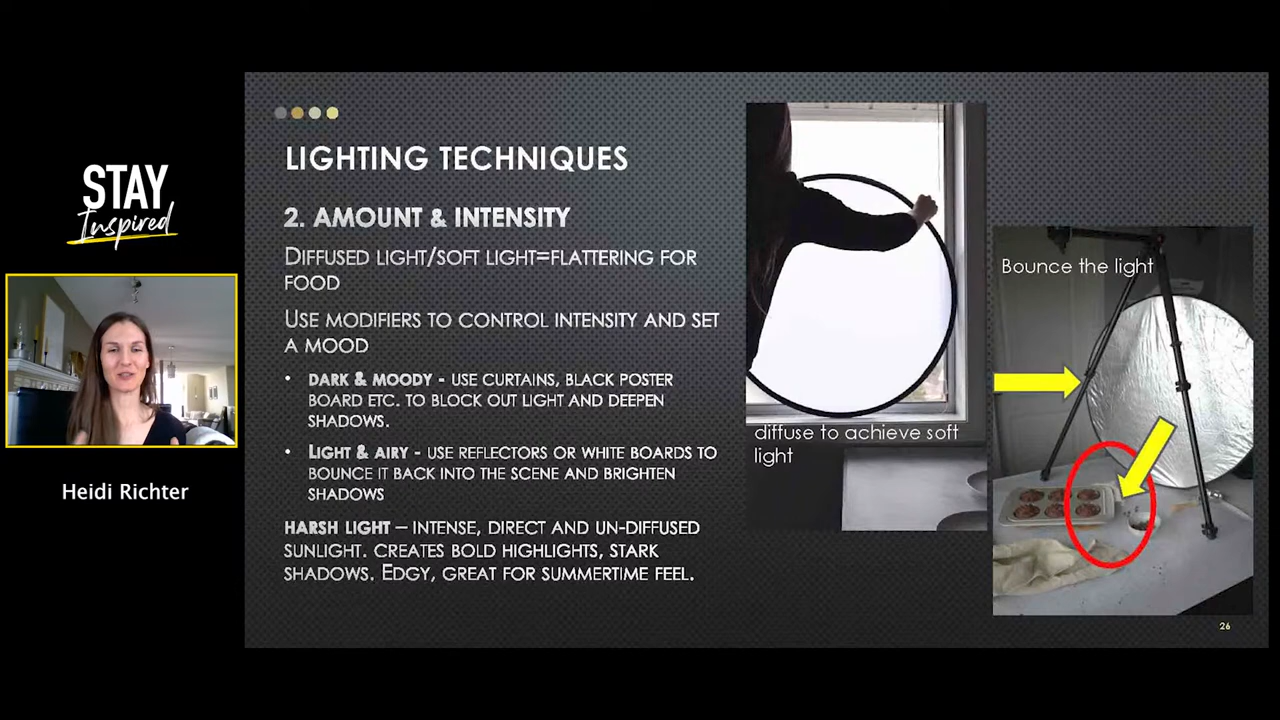 STAY
Inspired
Heidi Richter
LIGHTING TECHNIQUES
2. AMOUNT & INTENSITY
DIFFUSED LIGHT/SOFT LIGHT=FLATTERING FOR
FOOD
USE MODIFIERS TO CONTROL INTENSITY AND SET
A MOOD
• DARK & MOODY - USE CURTAINS, BLACK POSTER
BOARD ETC. TO BLOCK OUT LIGHT AND DEEPEN
SHADOWS.
• LIGHT & AIRY - USE REFLECTORS OR WHITE BOARDS TO
BOUNCE IT BACK INTO THE SCENE AND BRIGHTEN
SHADOWS
HARSH LIGHT – INTENSE, DIRECT AND UN-DIFFUSED
SUNLIGHT. CREATES BOLD HIGHLIGHTS, STARK
SHADOWS. EDGY, GREAT FOR SUMMERTIME FEEL.
diffuse to achieve soft
light
Bounce the light
26